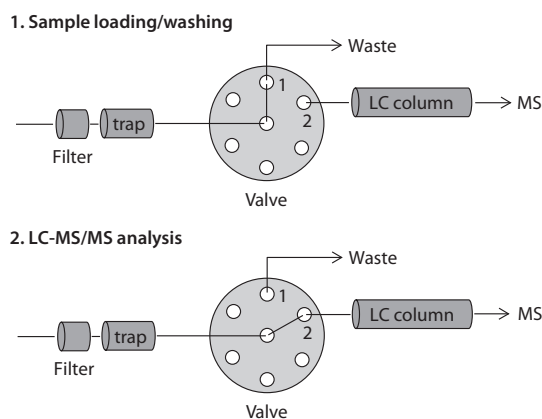 1. Sample loading/washing
Waste
1
LC column
MS
trap
2
Filter
Valve
2. LC-MS/MS analysis
Waste
1
LC column
MS
2
trap
Filter
Valve